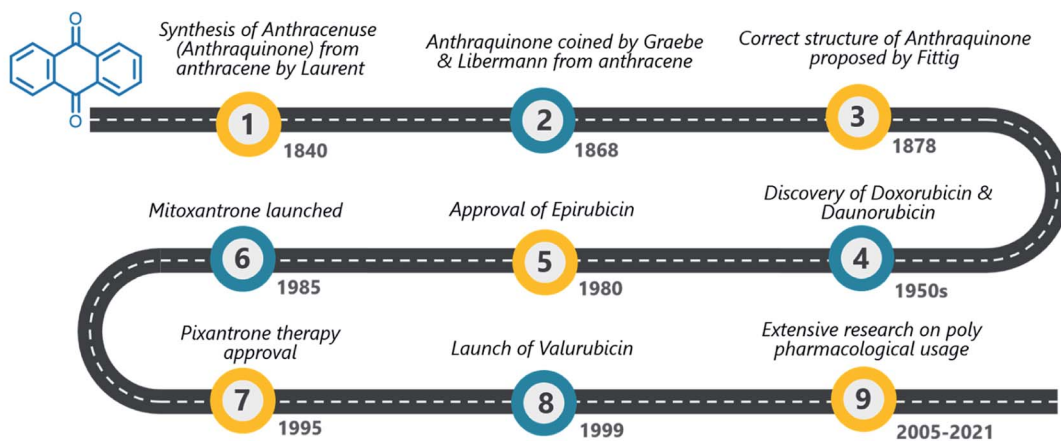 O
O
Synthesis of Anthracenuse
(Anthraquinone) from
anthracene by Laurent
1
1840
Anthraquinone coined by Graebe
& Libermann from anthracene
2
1868
Correct structure of Anthraquinone
proposed by Fittig
3
1878
Discovery of Doxorubicin &
Daunorubicin
4
1950s
Approval of Epirubicin
5
1980
Mitoxantrone launched
6
1985
Pixantrone therapy
approval
7
1995
Launch of Valurubicin
8
1999
Extensive research on poly
pharmacological usage
9
2005-2021